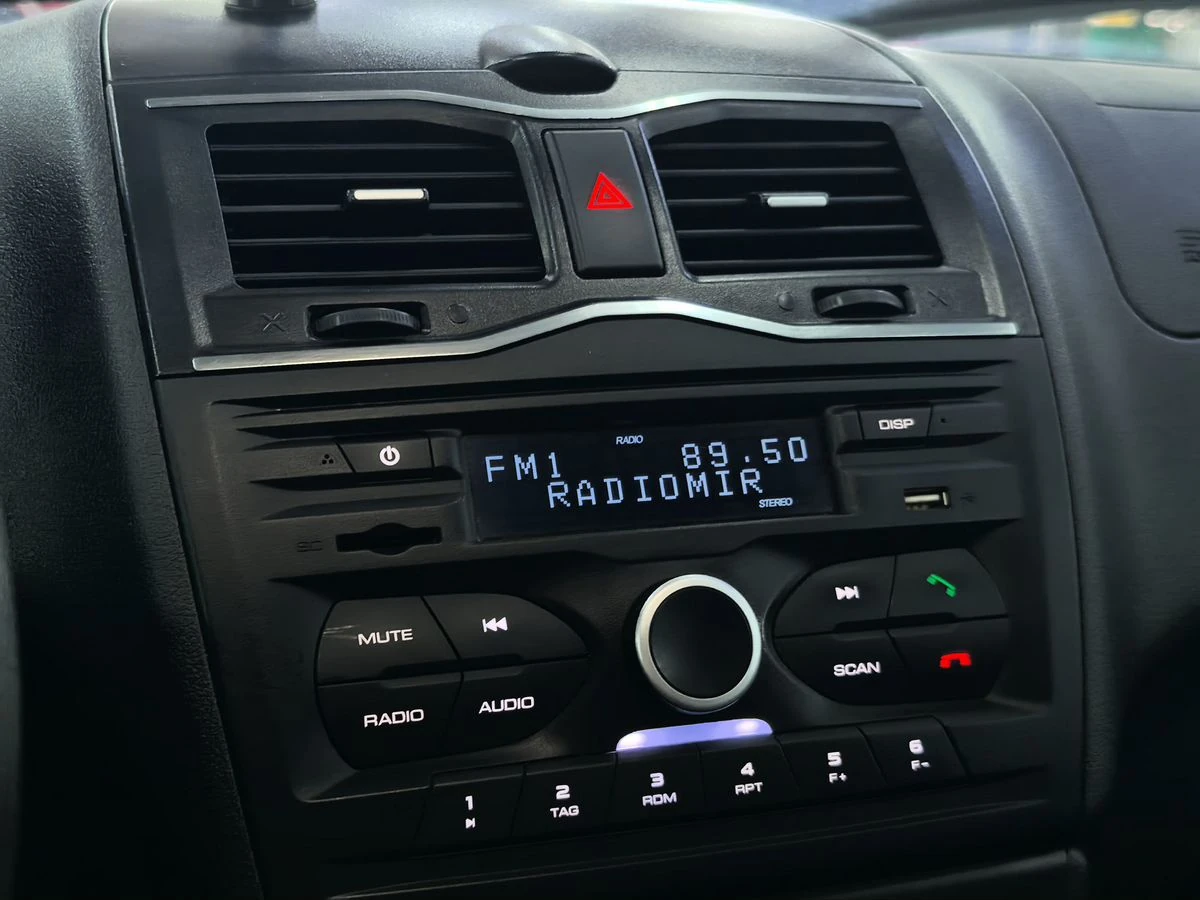 RADIO
FM1 89.50
RADIOMIR
STEREO
DISP
SC
MUTE
RADIO
AUDIO
SCAN
1
2
TAG
3
RDM
4
RPT
5
F+
6
F-